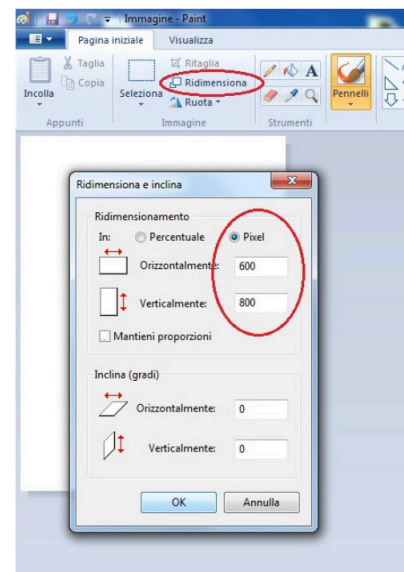 Immagine - Paint
Pagina iniziale Visualizza
Incolla
Taglia
Copia
Appunti
Seleziona
Ritaglia
Ridimensiona
Ruota
Immagine
A
Strumenti
Pennelli
Ridimensiona e inclina
Ridimensionamento
In: Percentuale Pixel
Orizzontalmente: 600
Verticalmente: 800
Mantieni proporzioni
Inclina (gradi)
Orizzontalmente: 0
Verticalmente: 0
OK Annulla